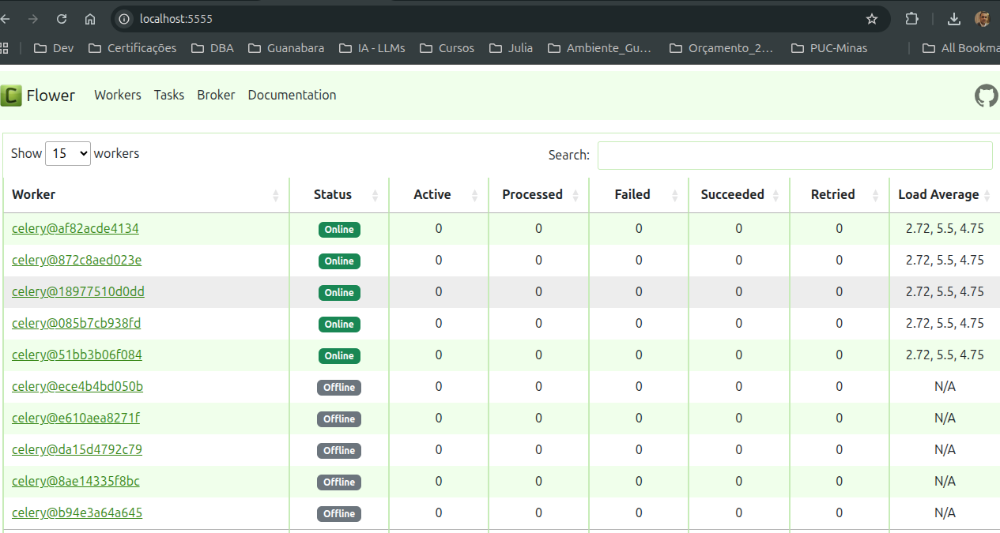 localhost:5555
Dev Certificações DBA Guanabara IA - LLMs Cursos Julia Ambiente_Gu... Orçamento_2... PUC-Minas All Bookma
C Flower Workers Tasks Broker Documentation
Show 15 workers Search:
Worker Status Active Processed Failed Succeeded Retried Load Average
celery@af82acde4134 Online 0 0 0 0 0 2.72, 5.5, 4.75
celery@872c8aed023e Online 0 0 0 0 0 2.72, 5.5, 4.75
celery@18977510d0dd Online 0 0 0 0 0 2.72, 5.5, 4.75
celery@085b7cb938fd Online 0 0 0 0 0 2.72, 5.5, 4.75
celery@51bb3b06f084 Online 0 0 0 0 0 2.72, 5.5, 4.75
celery@ece4b4bd050b Offline 0 0 0 0 0 N/A
celery@e610aea8271f Offline 0 0 0 0 0 N/A
celery@da15d4792c79 Offline 0 0 0 0 0 N/A
celery@8ae14335f8bc Offline 0 0 0 0 0 N/A
celery@b94e3a64a645 Offline 0 0 0 0 0 N/A